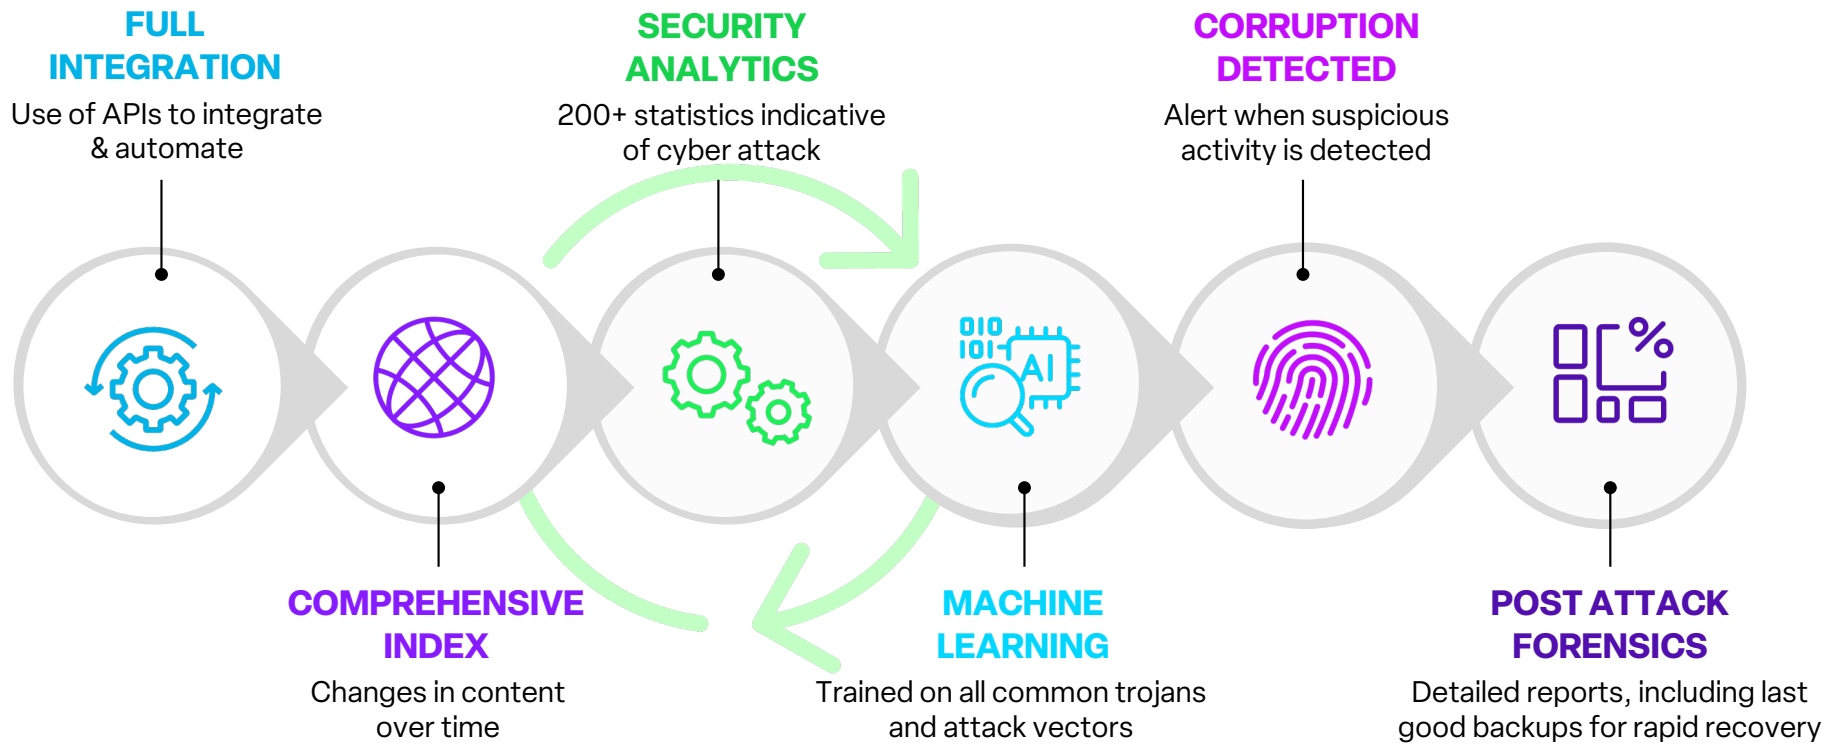 FULL
INTEGRATION
Use of APIs to integrate
& automate
SECURITY
ANALYTICS
200+ statistics indicative
of cyber attack
CORRUPTION
DETECTED
Alert when suspicious
activity is detected
010
101
AI
%
COMPREHENSIVE
INDEX
Changes in content
over time
MACHINE
LEARNING
Trained on all common trojans
and attack vectors
POST ATTACK
FORENSICS
Detailed reports, including last
good backups for rapid recovery